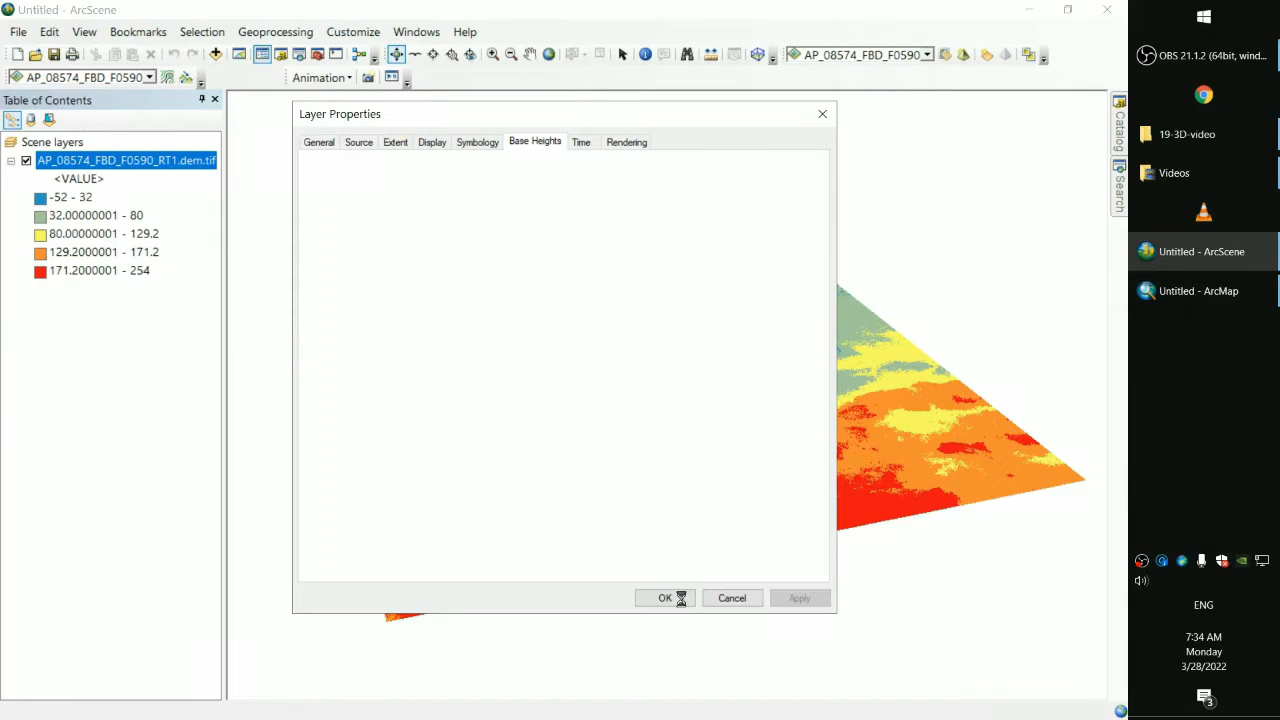 Untitled - ArcScene
File Edit View Bookmarks Selection Geoprocessing Customize Windows Help
AP_08574_FBD_F0590
AP_08574_FBD_F0590
Animation
Table of Contents
Scene layers
AP_08574_FBD_F0590_RT1.dem.tif
<VALUE>
-52 - 32
32.00000001 - 80
80.00000001 - 129.2
129.2000001 - 171.2
171.2000001 - 254
Layer Properties
General Source Extent Display Symbology Base Heights Time Rendering
OK Cancel Apply
Catalog
Search
OBS 21.1.2 (64bit, wind...
19-3D-video
Videos
Untitled - ArcScene
Untitled - ArcMap
ENG
7:34 AM
Monday
3/28/2022
3